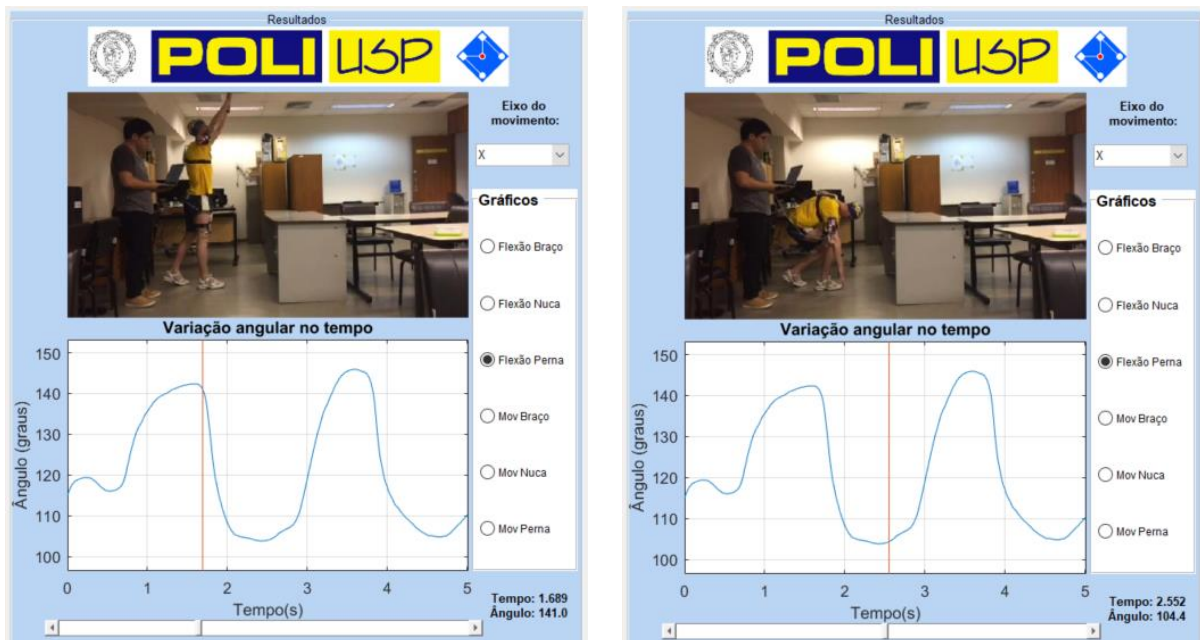 Resultados
POLI USP
Eixo do
movimento:
X
Gráficos
Flexão Braço
Flexão Nuca
Flexão Perna
Mov Braço
Mov Nuca
Mov Perna
Variação angular no tempo
Ângulo (graus)
150
140
130
120
110
100
0 1 2 3 4 5
Tempo(s)
Tempo: 1.689
Ângulo: 141.0
Resultados
POLI USP
Eixo do
movimento:
X
Gráficos
Flexão Braço
Flexão Nuca
Flexão Perna
Mov Braço
Mov Nuca
Mov Perna
Variação angular no tempo
Ângulo (graus)
150
140
130
120
110
100
0 1 2 3 4 5
Tempo(s)
Tempo: 2.552
Ângulo: 104.4